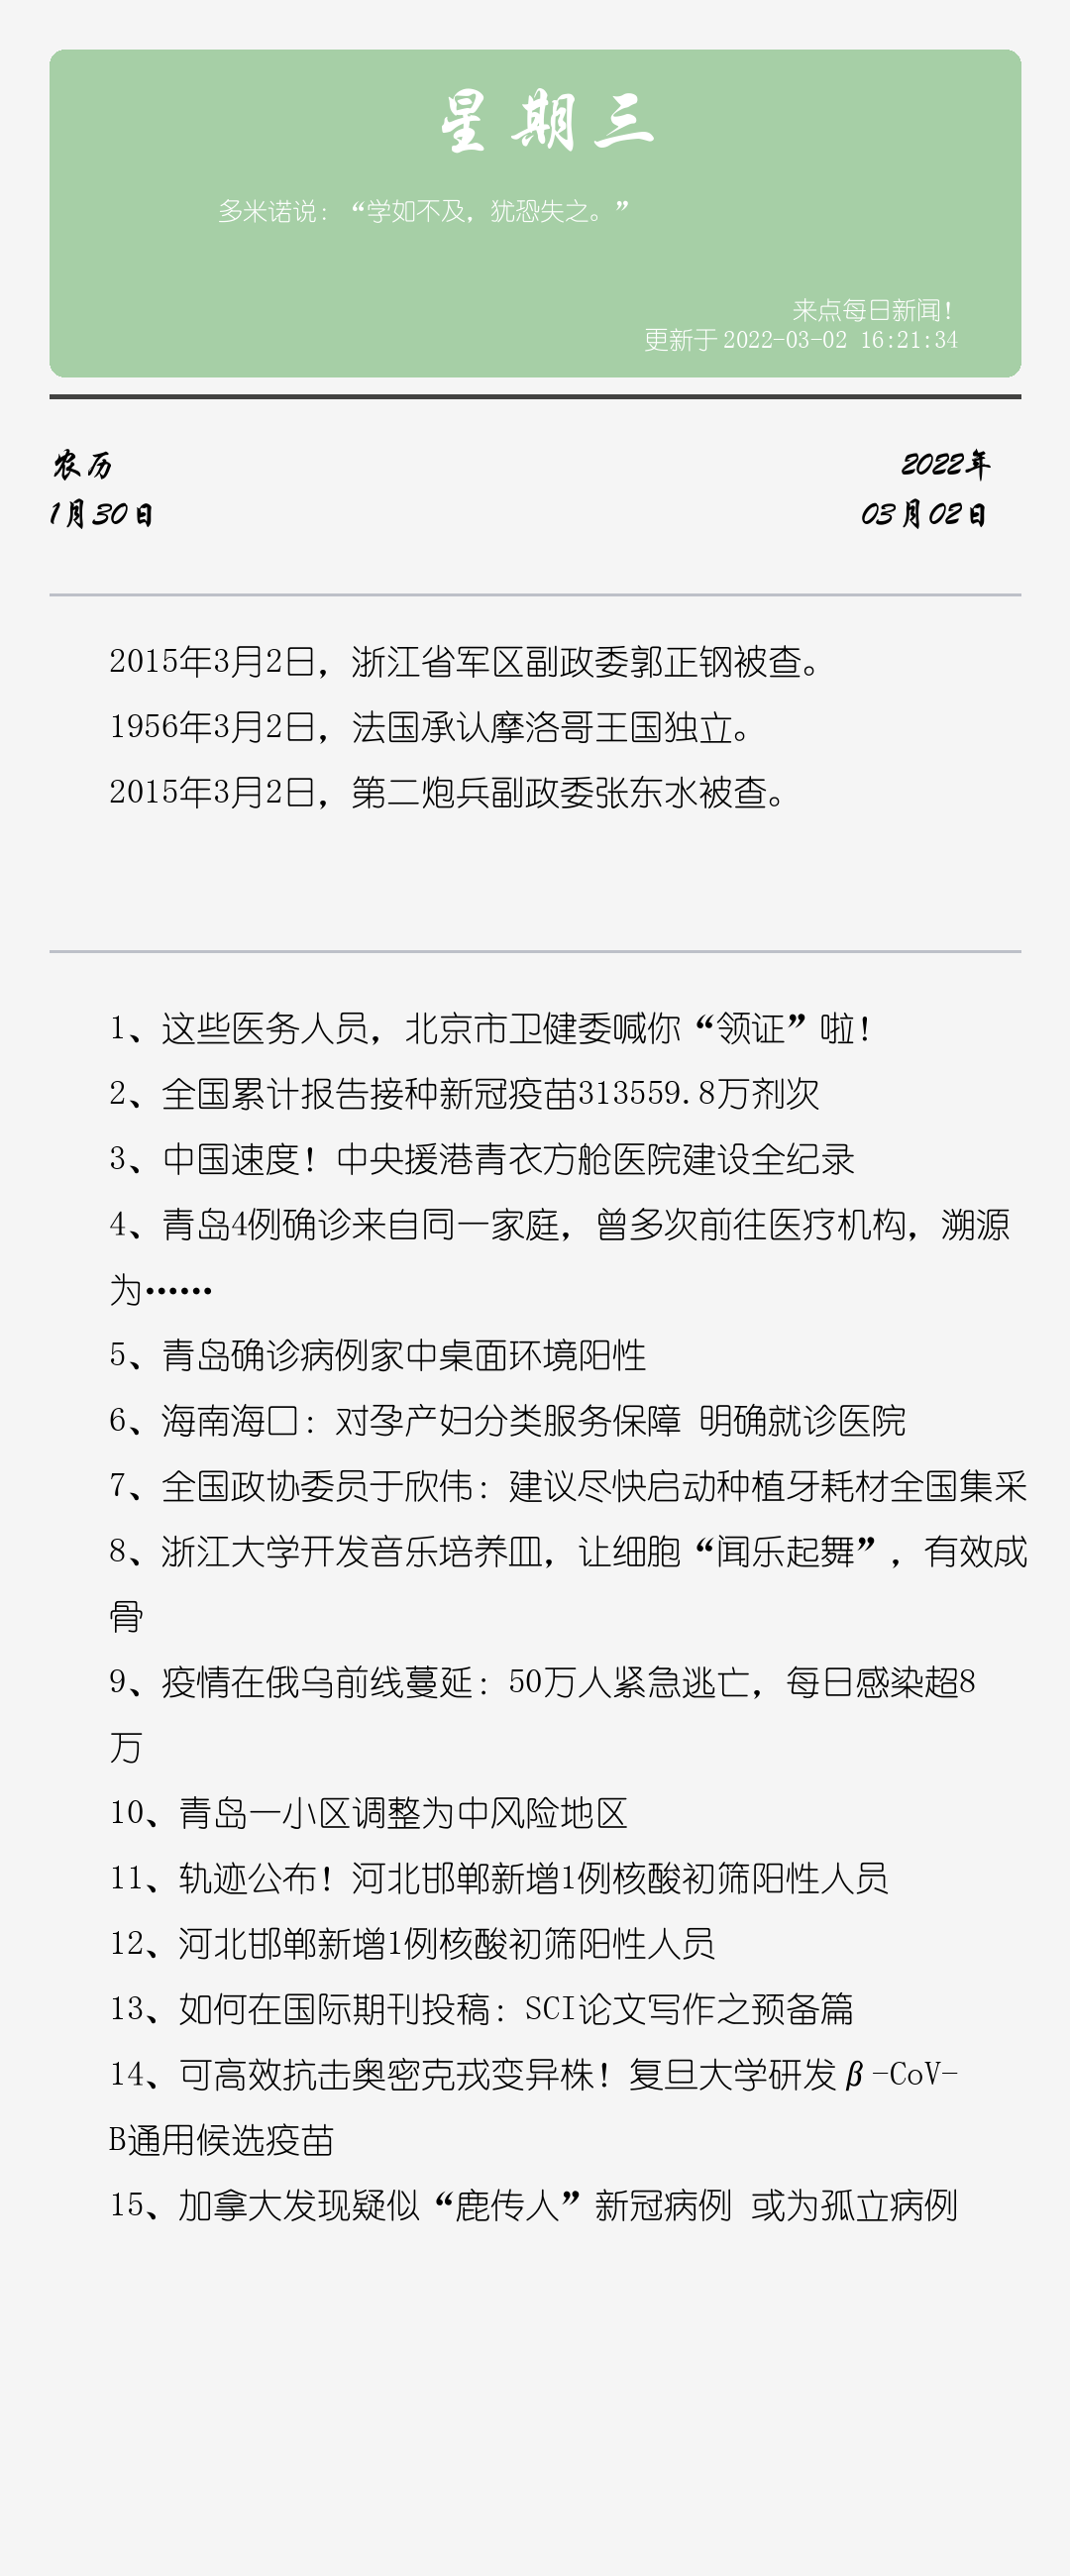 星期三
多米诺说：“学如不及，犹恐失之。”
来点每日新闻！
更新于2022-03-02 16:21:34
农历
2022年
1月30日
03月02日
2015年3月2日，浙江省军区副政委郭正钢被查。
1956年3月2日，法国承认摩洛哥王国独立。
2015年3月2日，第二炮兵副政委张东水被查。
1、这些医务人员，北京市卫健委喊你“领证”啦！
2、全国累计报告接种新冠疫苗313559.8万剂次
3、中国速度！中央援港青衣方舱医院建设全纪录
4、青岛4例确诊来自同一家庭，曾多次前往医疗机构，溯源
为……
5、青岛确诊病例家中桌面环境阳性
6、海南海口：对孕产妇分类服务保障 明确就诊医院
7、全国政协委员于欣伟：建议尽快启动种植牙耗材全国集采
8、浙江大学开发音乐培养皿，让细胞“闻乐起舞”，有效成
骨
9、疫情在俄乌前线蔓延：50万人紧急逃亡，每日感染超8
万
10、青岛一小区调整为中风险地区
11、轨迹公布！河北邯郸新增1例核酸初筛阳性人员
12、河北邯郸新增1例核酸初筛阳性人员
13、如何在国际期刊投稿：SCI论文写作之预备篇
14、可高效抗击奥密克戎变异株！复旦大学研发β-CoV-
B通用候选疫苗
15、加拿大发现疑似“鹿传人”新冠病例 或为孤立病例